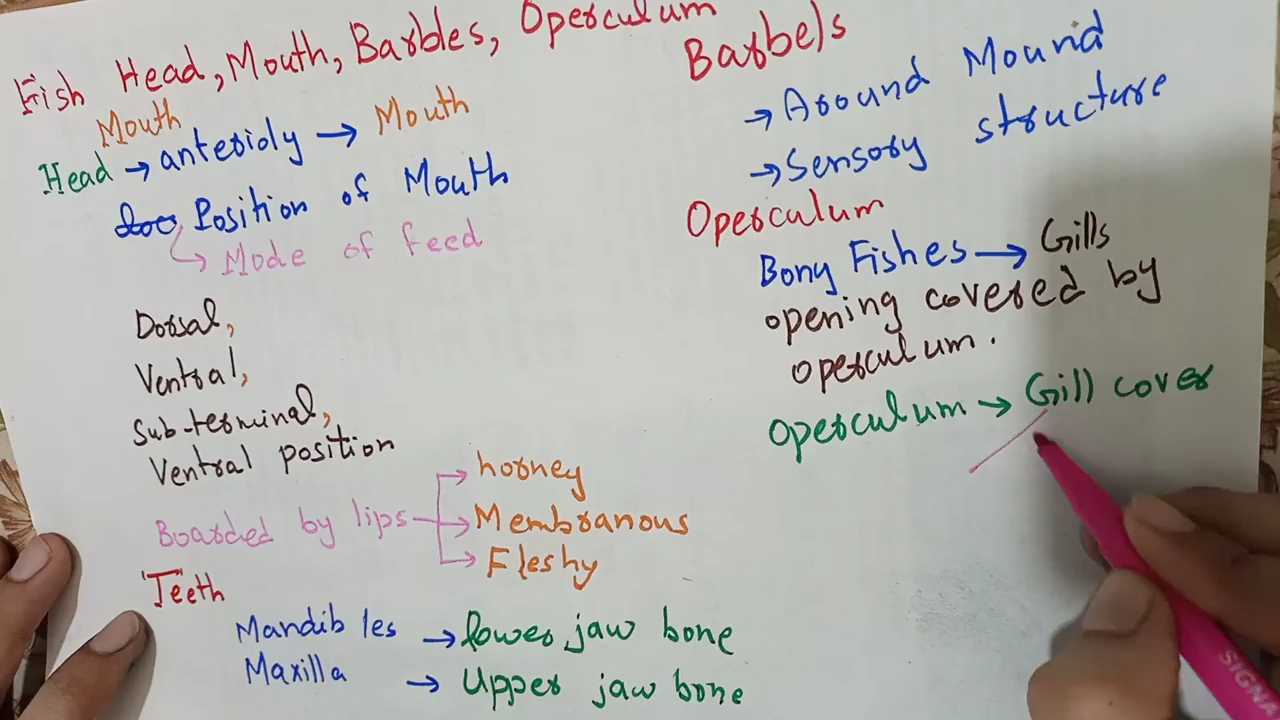 Fish Head, Mouth, Barbles, Operculum
Mouth
Head → anterioly → Mouth
Position of Mouth
Mode of feed
Dorsal,
Ventral,
Sub-terminal,
Ventral position
Boarded by lips
horney
Membranous
Fleshy
Teeth
Mandibles → lower jaw bone
Maxilla → Upper jaw bone
Barbels
→ Around Mound
→ Sensory structure
Operculum
Bony Fishes → Gills
opening covered by
operculum.
Operculum → Gill cover
SIGNA